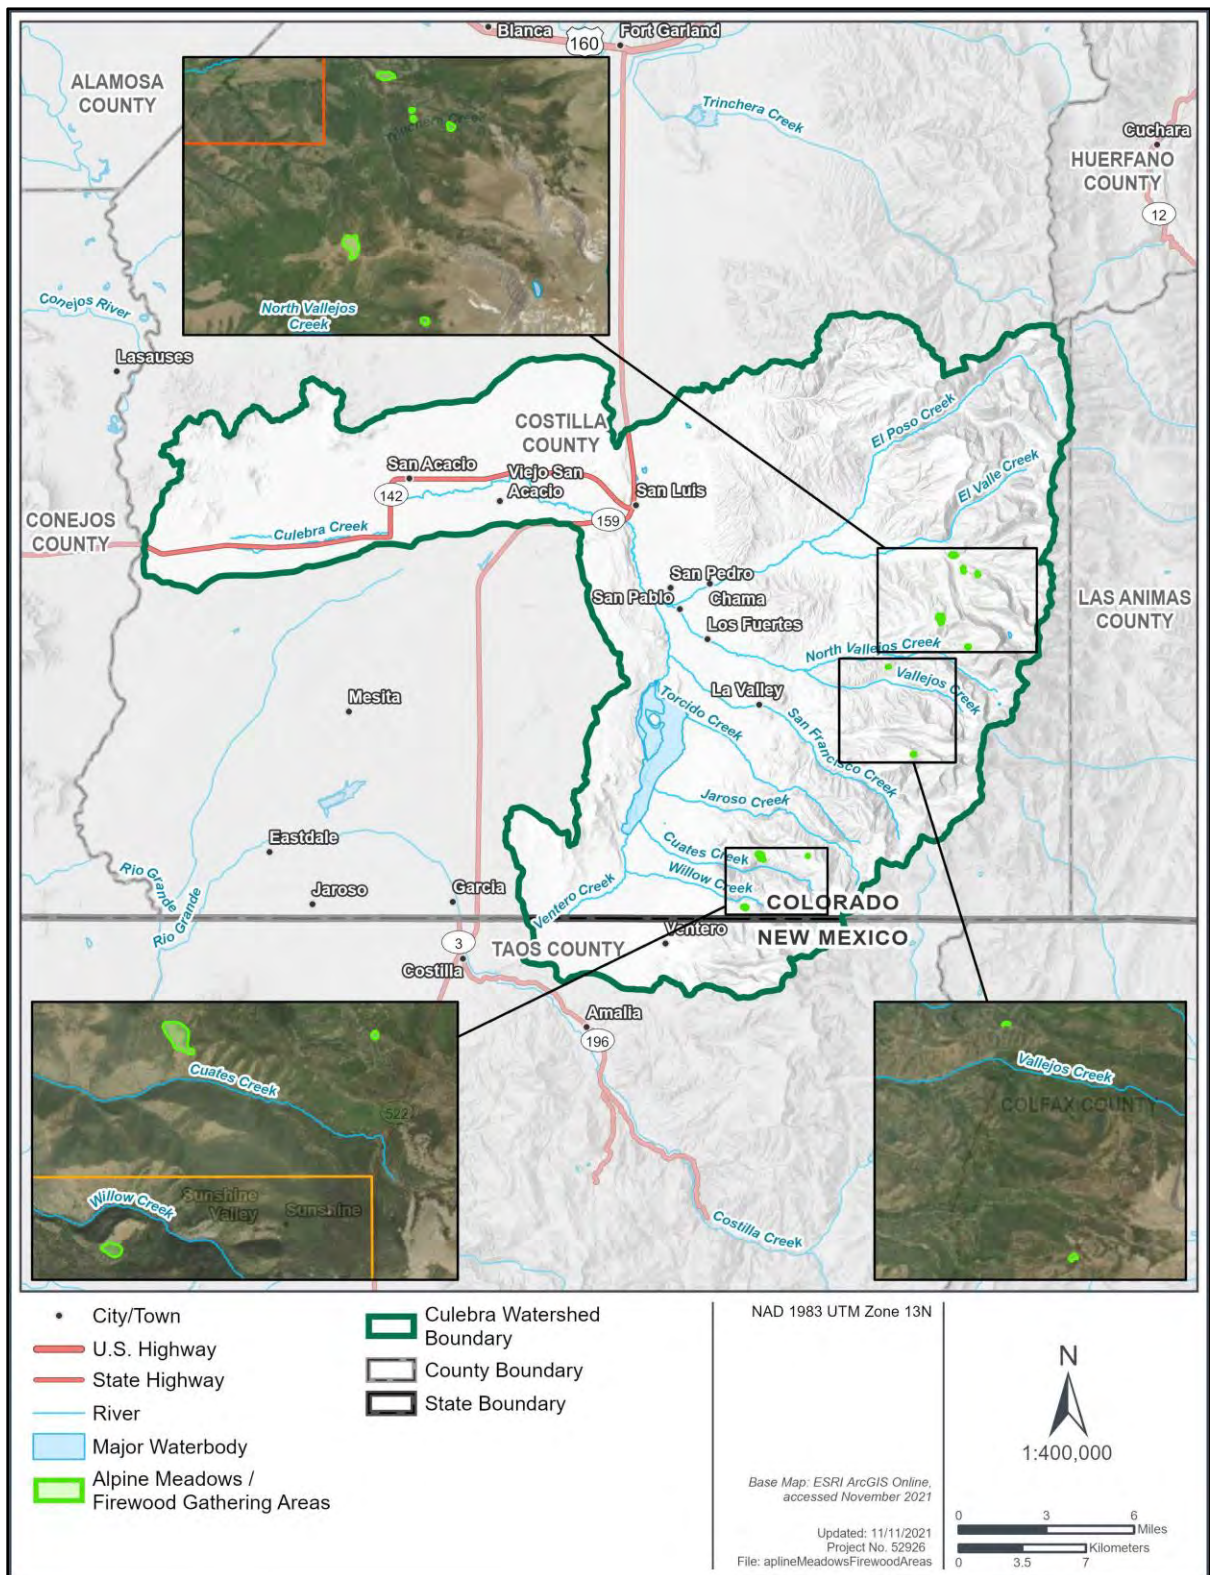 Blanca
160
Fort Garland
ALAMOSA
COUNTY
Trinchera Creek
Trinchera Creek
Cuchara
HUERFANO
COUNTY
12
North Vallejos
Creek
Conejos River
Lasauses
COSTILLA
COUNTY
El Poso Creek
San Acacio
Viejo San
Acacio
142
San Luis
El Valle Creek
159
CONEJOS
COUNTY
Culebra Creek
San Pedro
San Pablo
Chama
LAS ANIMAS
COUNTY
Los Fuertes
North Vallejos Creek
Vallejos Creek
La Valley
Torcido Creek
Mesita
San Francisco Creek
Jaroso Creek
Eastdale
Cuates Creek
Rio Grande
Willow Creek
Jaroso
Garcia
Ventero Creek
COLORADO
Rio Grande
NEW MEXICO
3
TAOS COUNTY
Ventero
Costilla
Amalia
196
Cuates Creek
522
Vallejos Creek
COLFAX COUNTY
Sunshine
Valley
Sunshine
Willow Creek
Costilla Creek
City/Town
U.S. Highway
State Highway
River
Major Waterbody
Alpine Meadows /
Firewood Gathering Areas
Culebra Watershed
Boundary
County Boundary
State Boundary
NAD 1983 UTM Zone 13N
Base Map: ESRI ArcGIS Online,
accessed November 2021
Updated: 11/11/2021
Project No. 52926
File: aplineMeadowsFirewoodAreas
N
1:400,000
0 3 6
Miles
Kilometers
0 3.5 7